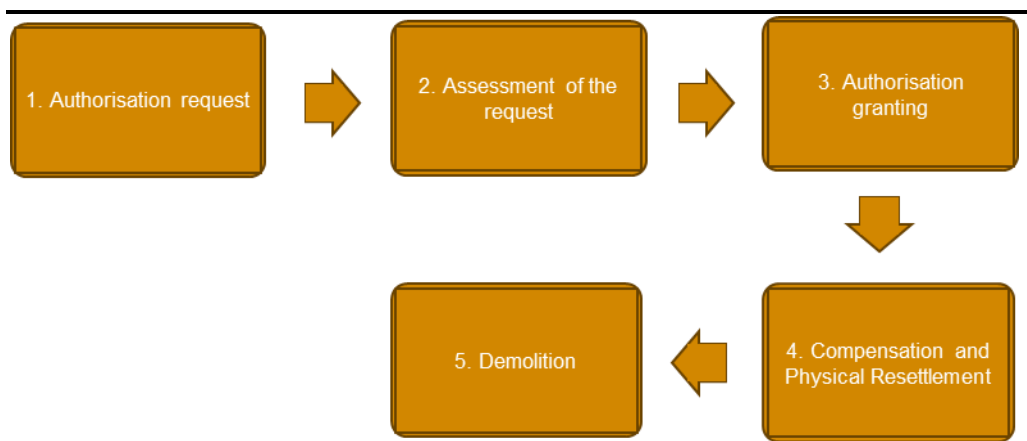 1. Authorisation request
2. Assessment of the
request
3. Authorisation
granting
4. Compensation and
Physical Resettlement
5. Demolition